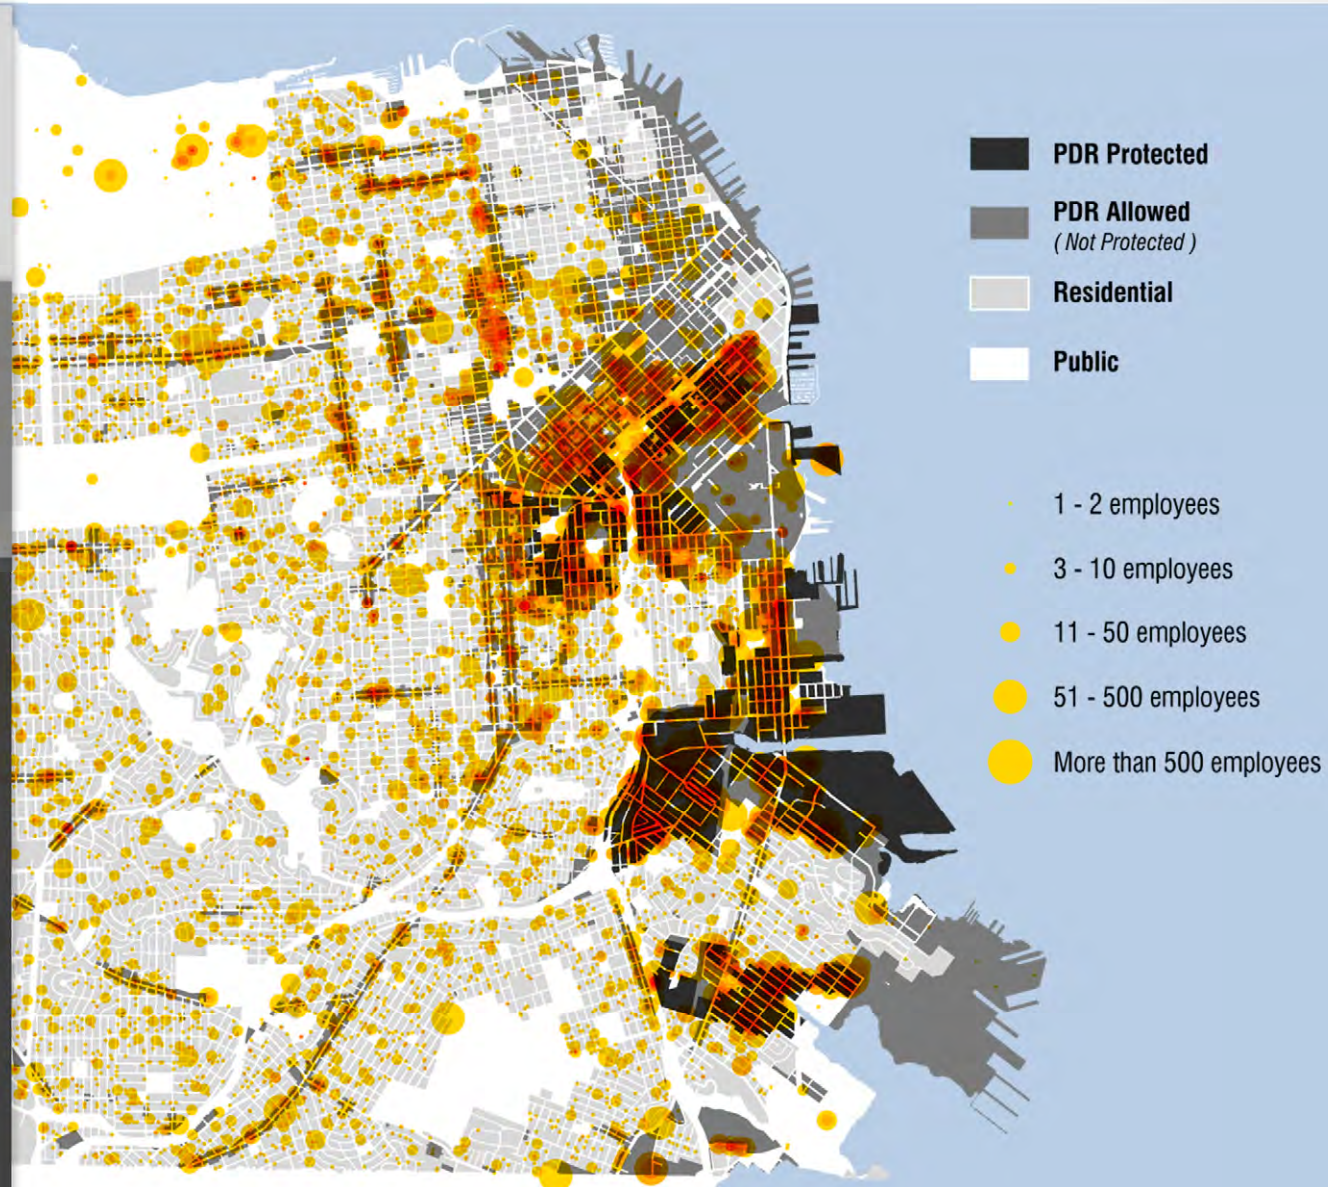 PDR Protected
PDR Allowed
( Not Protected )
Residential
Public
1 - 2 employees
3 - 10 employees
11 - 50 employees
51 - 500 employees
More than 500 employees